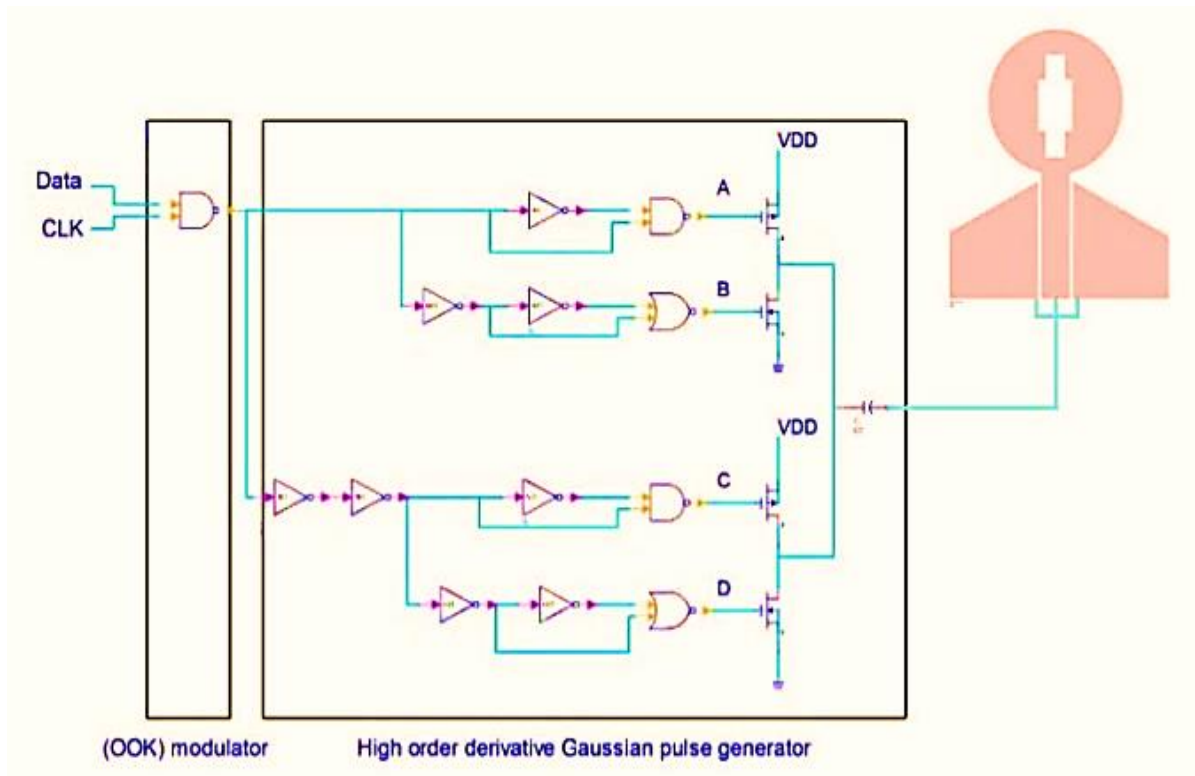 VDD
Data
CLK
A
B
VDD
C
D
(OOK) modulator
High order derivative Gaussian pulse generator